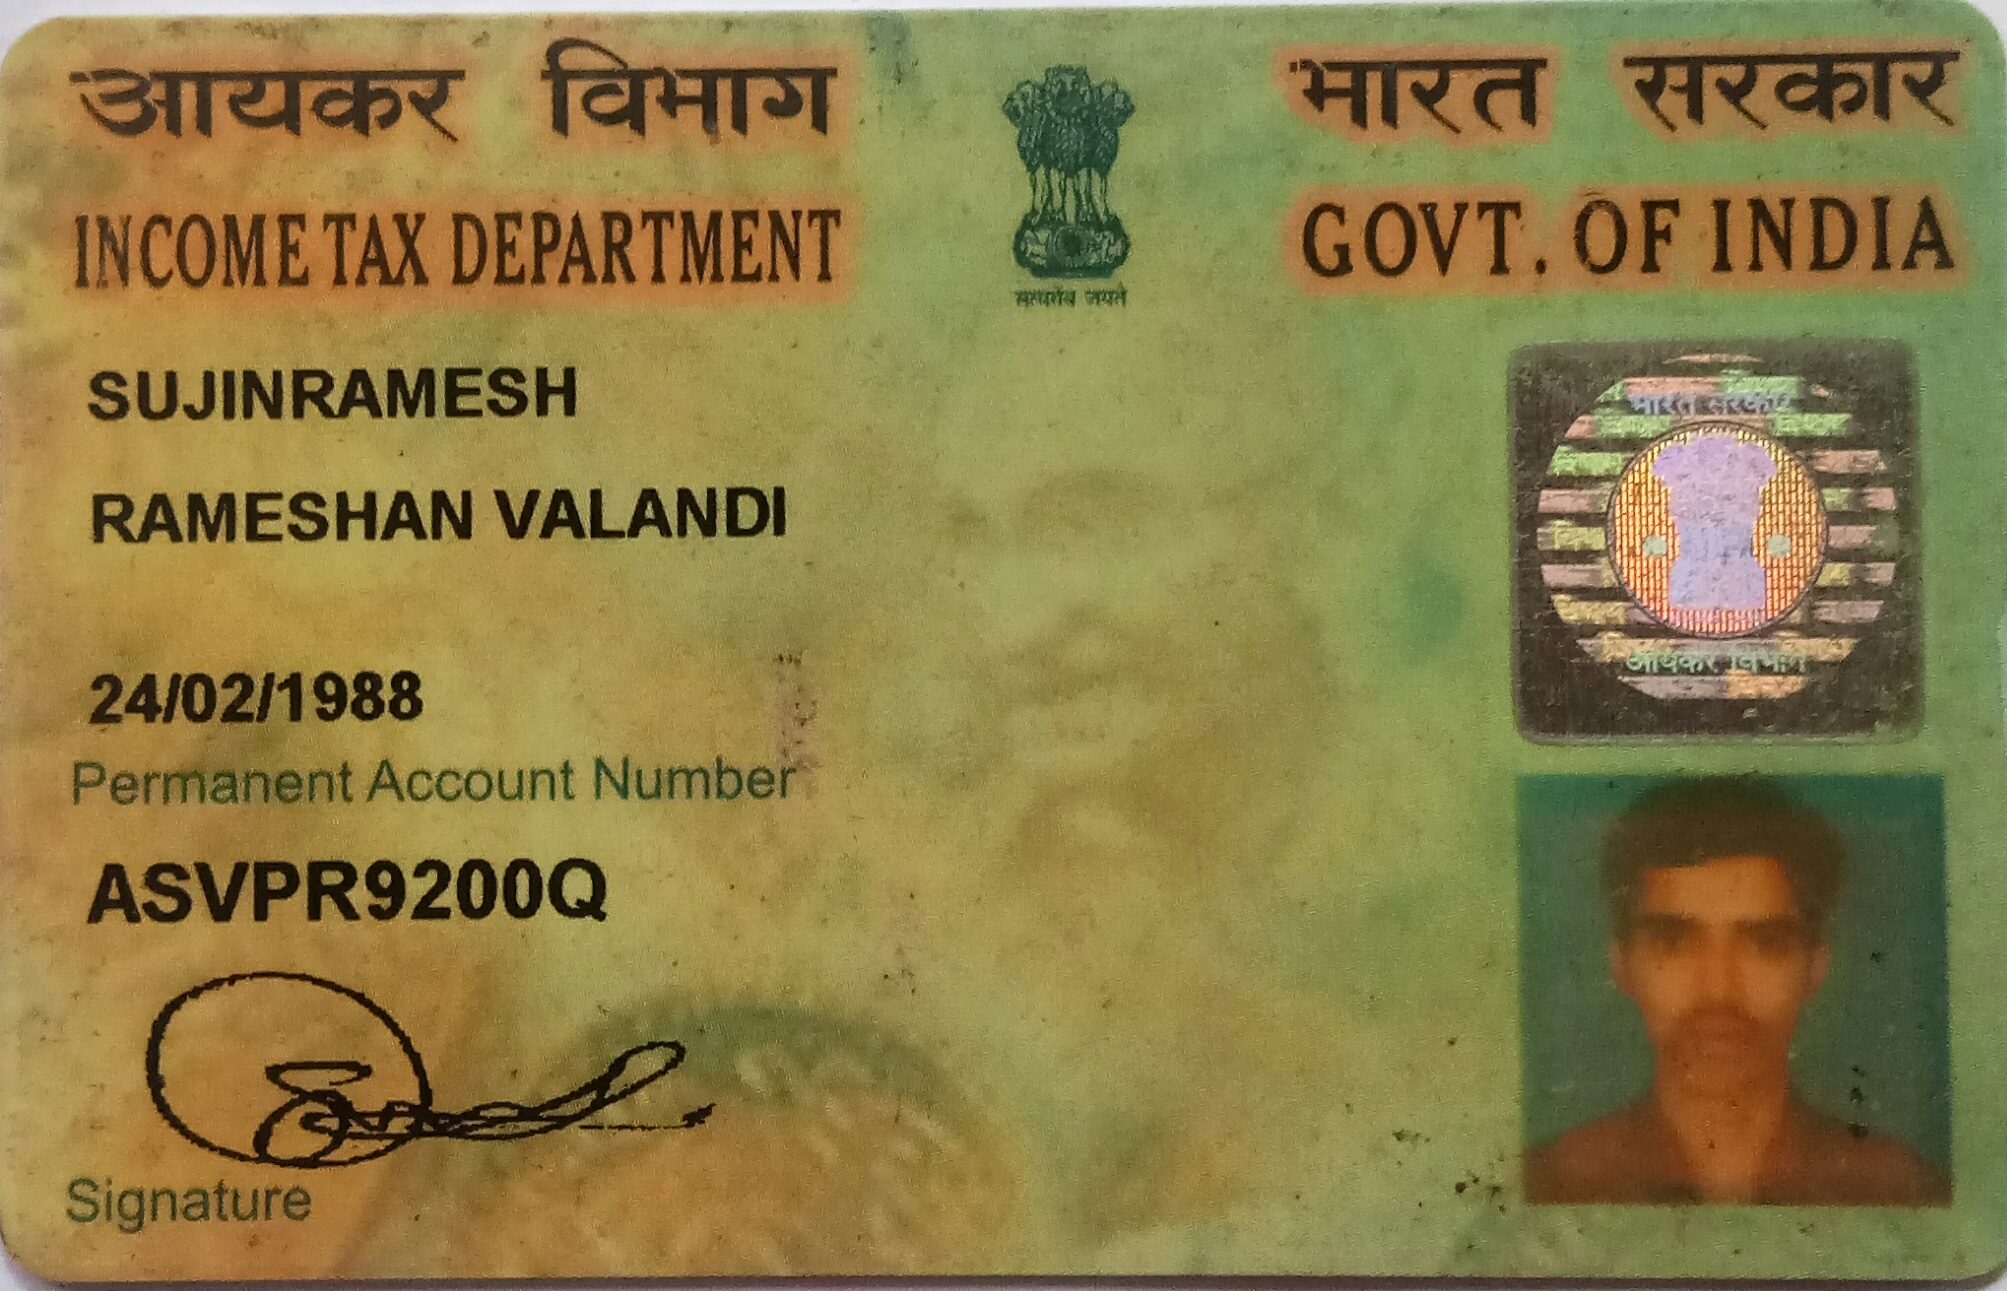 आयकर विभाग
भारत सरकार
INCOME TAX DEPARTMENT
GOVT. OF INDIA
सत्यमेव जयते
SUJINRAMESH
RAMESHAN VALANDI
24/02/1988
Permanent Account Number
ASVPR9200Q
Signature
भारत सरकार
आयकर विभाग